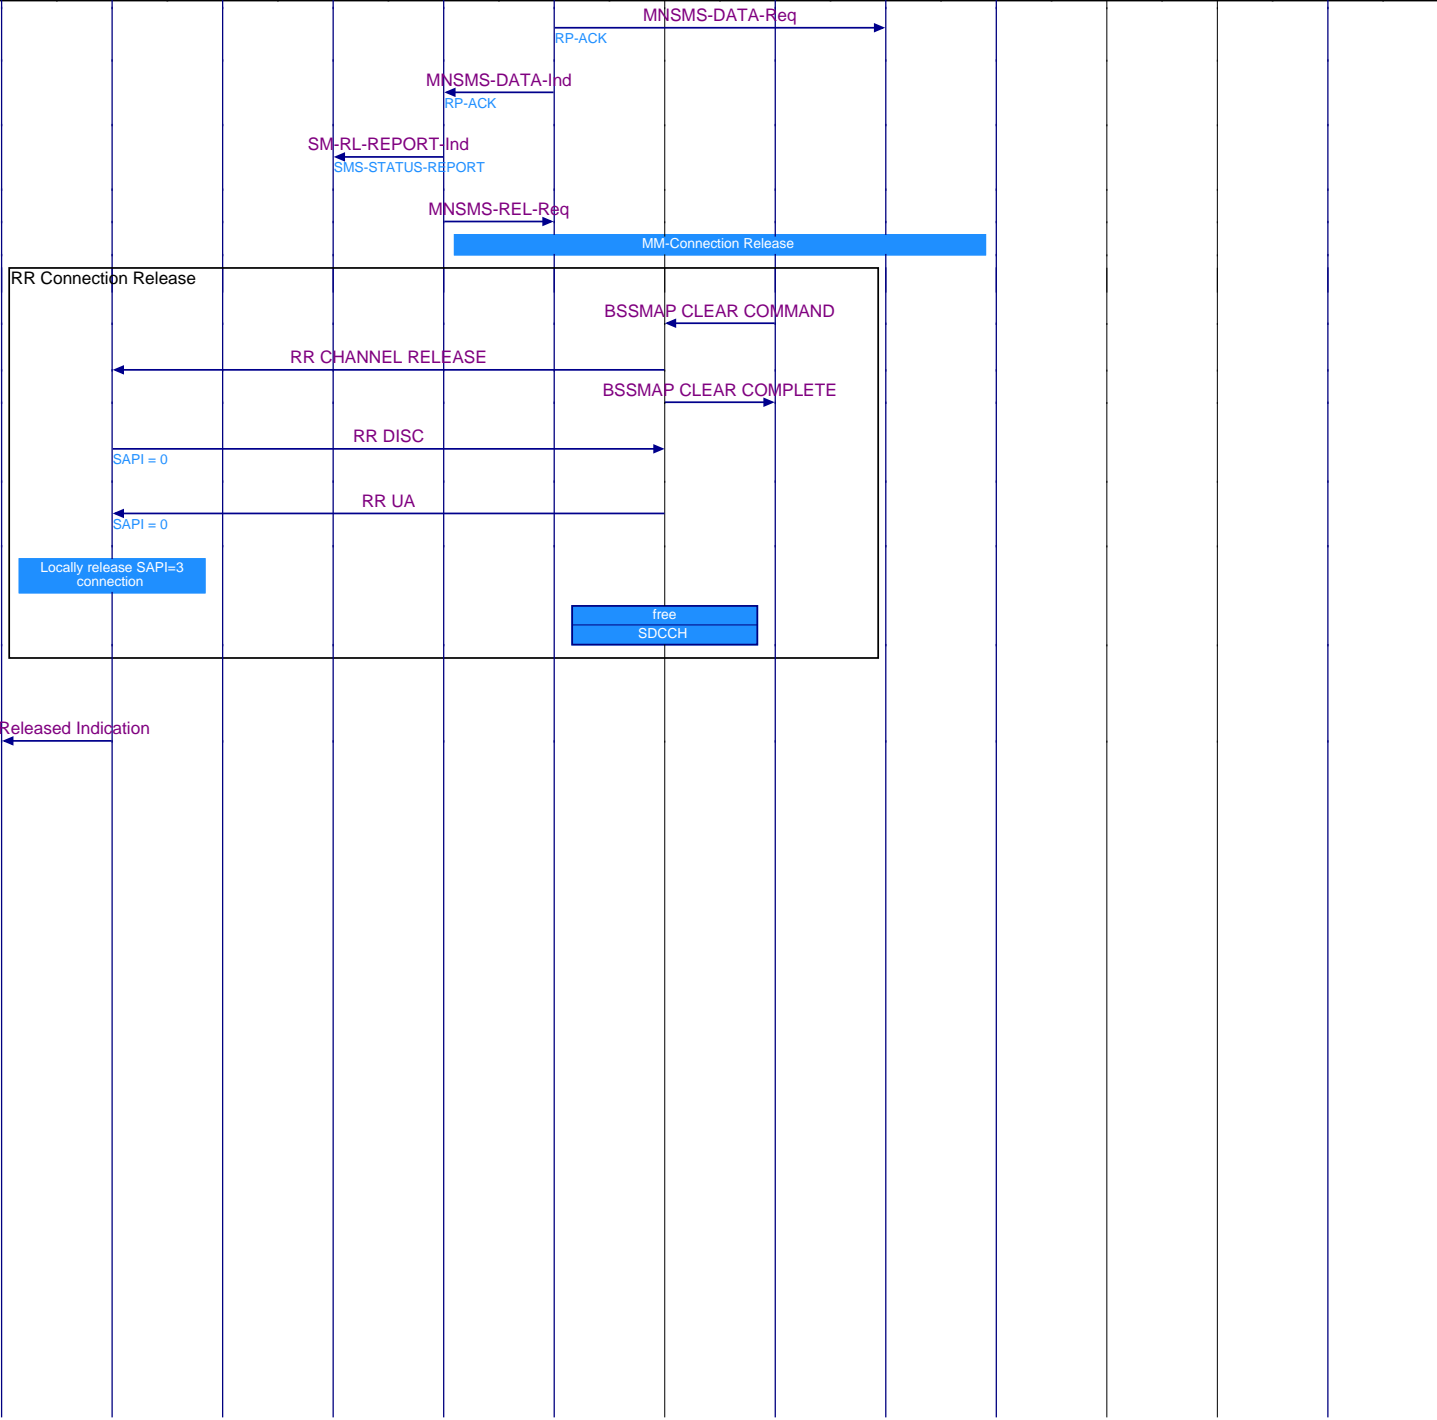 MNSMS-DATA-Req
RP-ACK
MNSMS-DATA-Ind
RP-ACK
SM-RL-REPORT-Ind
SMS-STATUS-REPORT
MNSMS-REL-Req
MM-Connection Release
RR Connection Release
BSSMAP CLEAR COMMAND
RR CHANNEL RELEASE
BSSMAP CLEAR COMPLETE
RR DISC
SAPI = 0
RR UA
SAPI = 0
Locally release SAPI=3
connection
free
SDCCH
Released Indication